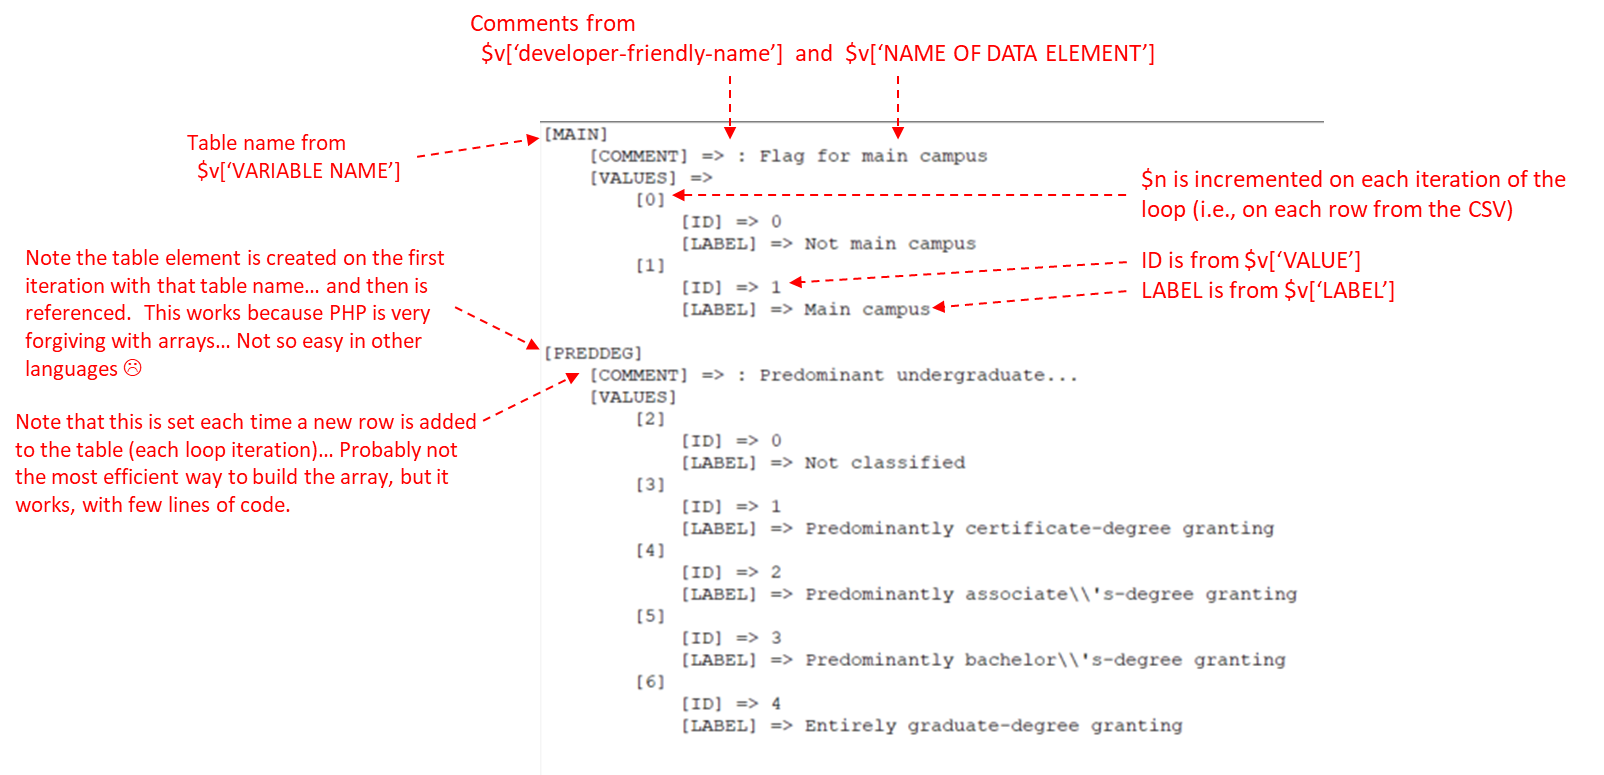 Comments from
$v[‘developer-friendly-name’] and $v[‘NAME OF DATA ELEMENT’]
Table name from
$v[‘VARIABLE NAME’]
[MAIN]
[COMMENT] => : Flag for main campus
[VALUES] =>
[0]
[ID] => 0
[LABEL] => Not main campus
[1]
[ID] => 1
[LABEL] => Main campus
$n is incremented on each iteration of the
loop (i.e., on each row from the CSV)
ID is from $v[‘VALUE’]
LABEL is from $v[‘LABEL’]
Note the table element is created on the first
iteration with that table name… and then is
referenced.  This works because PHP is very
forgiving with arrays… Not so easy in other
languages ☹
Note that this is set each time a new row is added
to the table (each loop iteration)… Probably not
the most efficient way to build the array, but it
works, with few lines of code.
[PREDDEG]
[COMMENT] => : Predominant undergraduate...
[VALUES]
[2]
[ID] => 0
[LABEL] => Not classified
[3]
[ID] => 1
[LABEL] => Predominantly certificate-degree granting
[4]
[ID] => 2
[LABEL] => Predominantly associate\\'s-degree granting
[5]
[ID] => 3
[LABEL] => Predominantly bachelor\\'s-degree granting
[6]
[ID] => 4
[LABEL] => Entirely graduate-degree granting